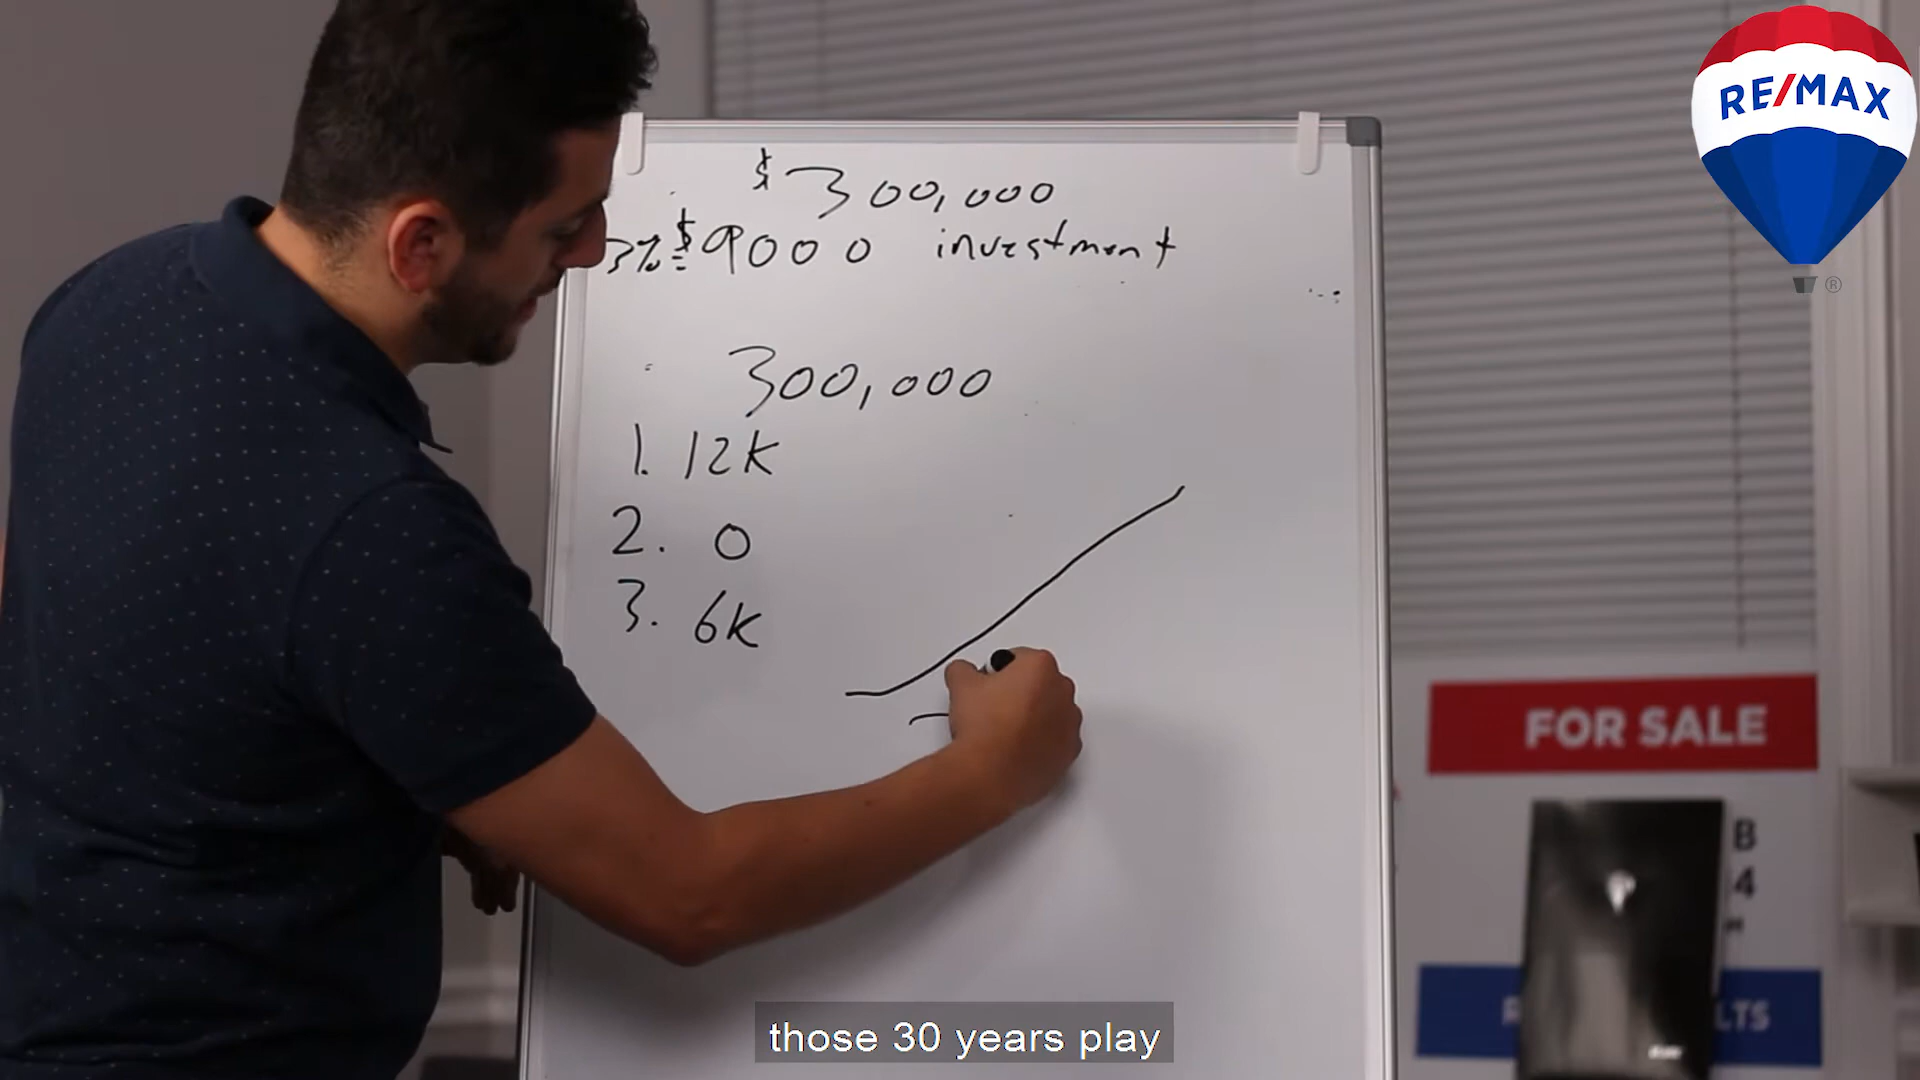 RE/MAX
®
$300,000
3%=$9000 investment
300,000
1. 12K
2. 0
3. 6K
FOR SALE
B
4
those 30 years play